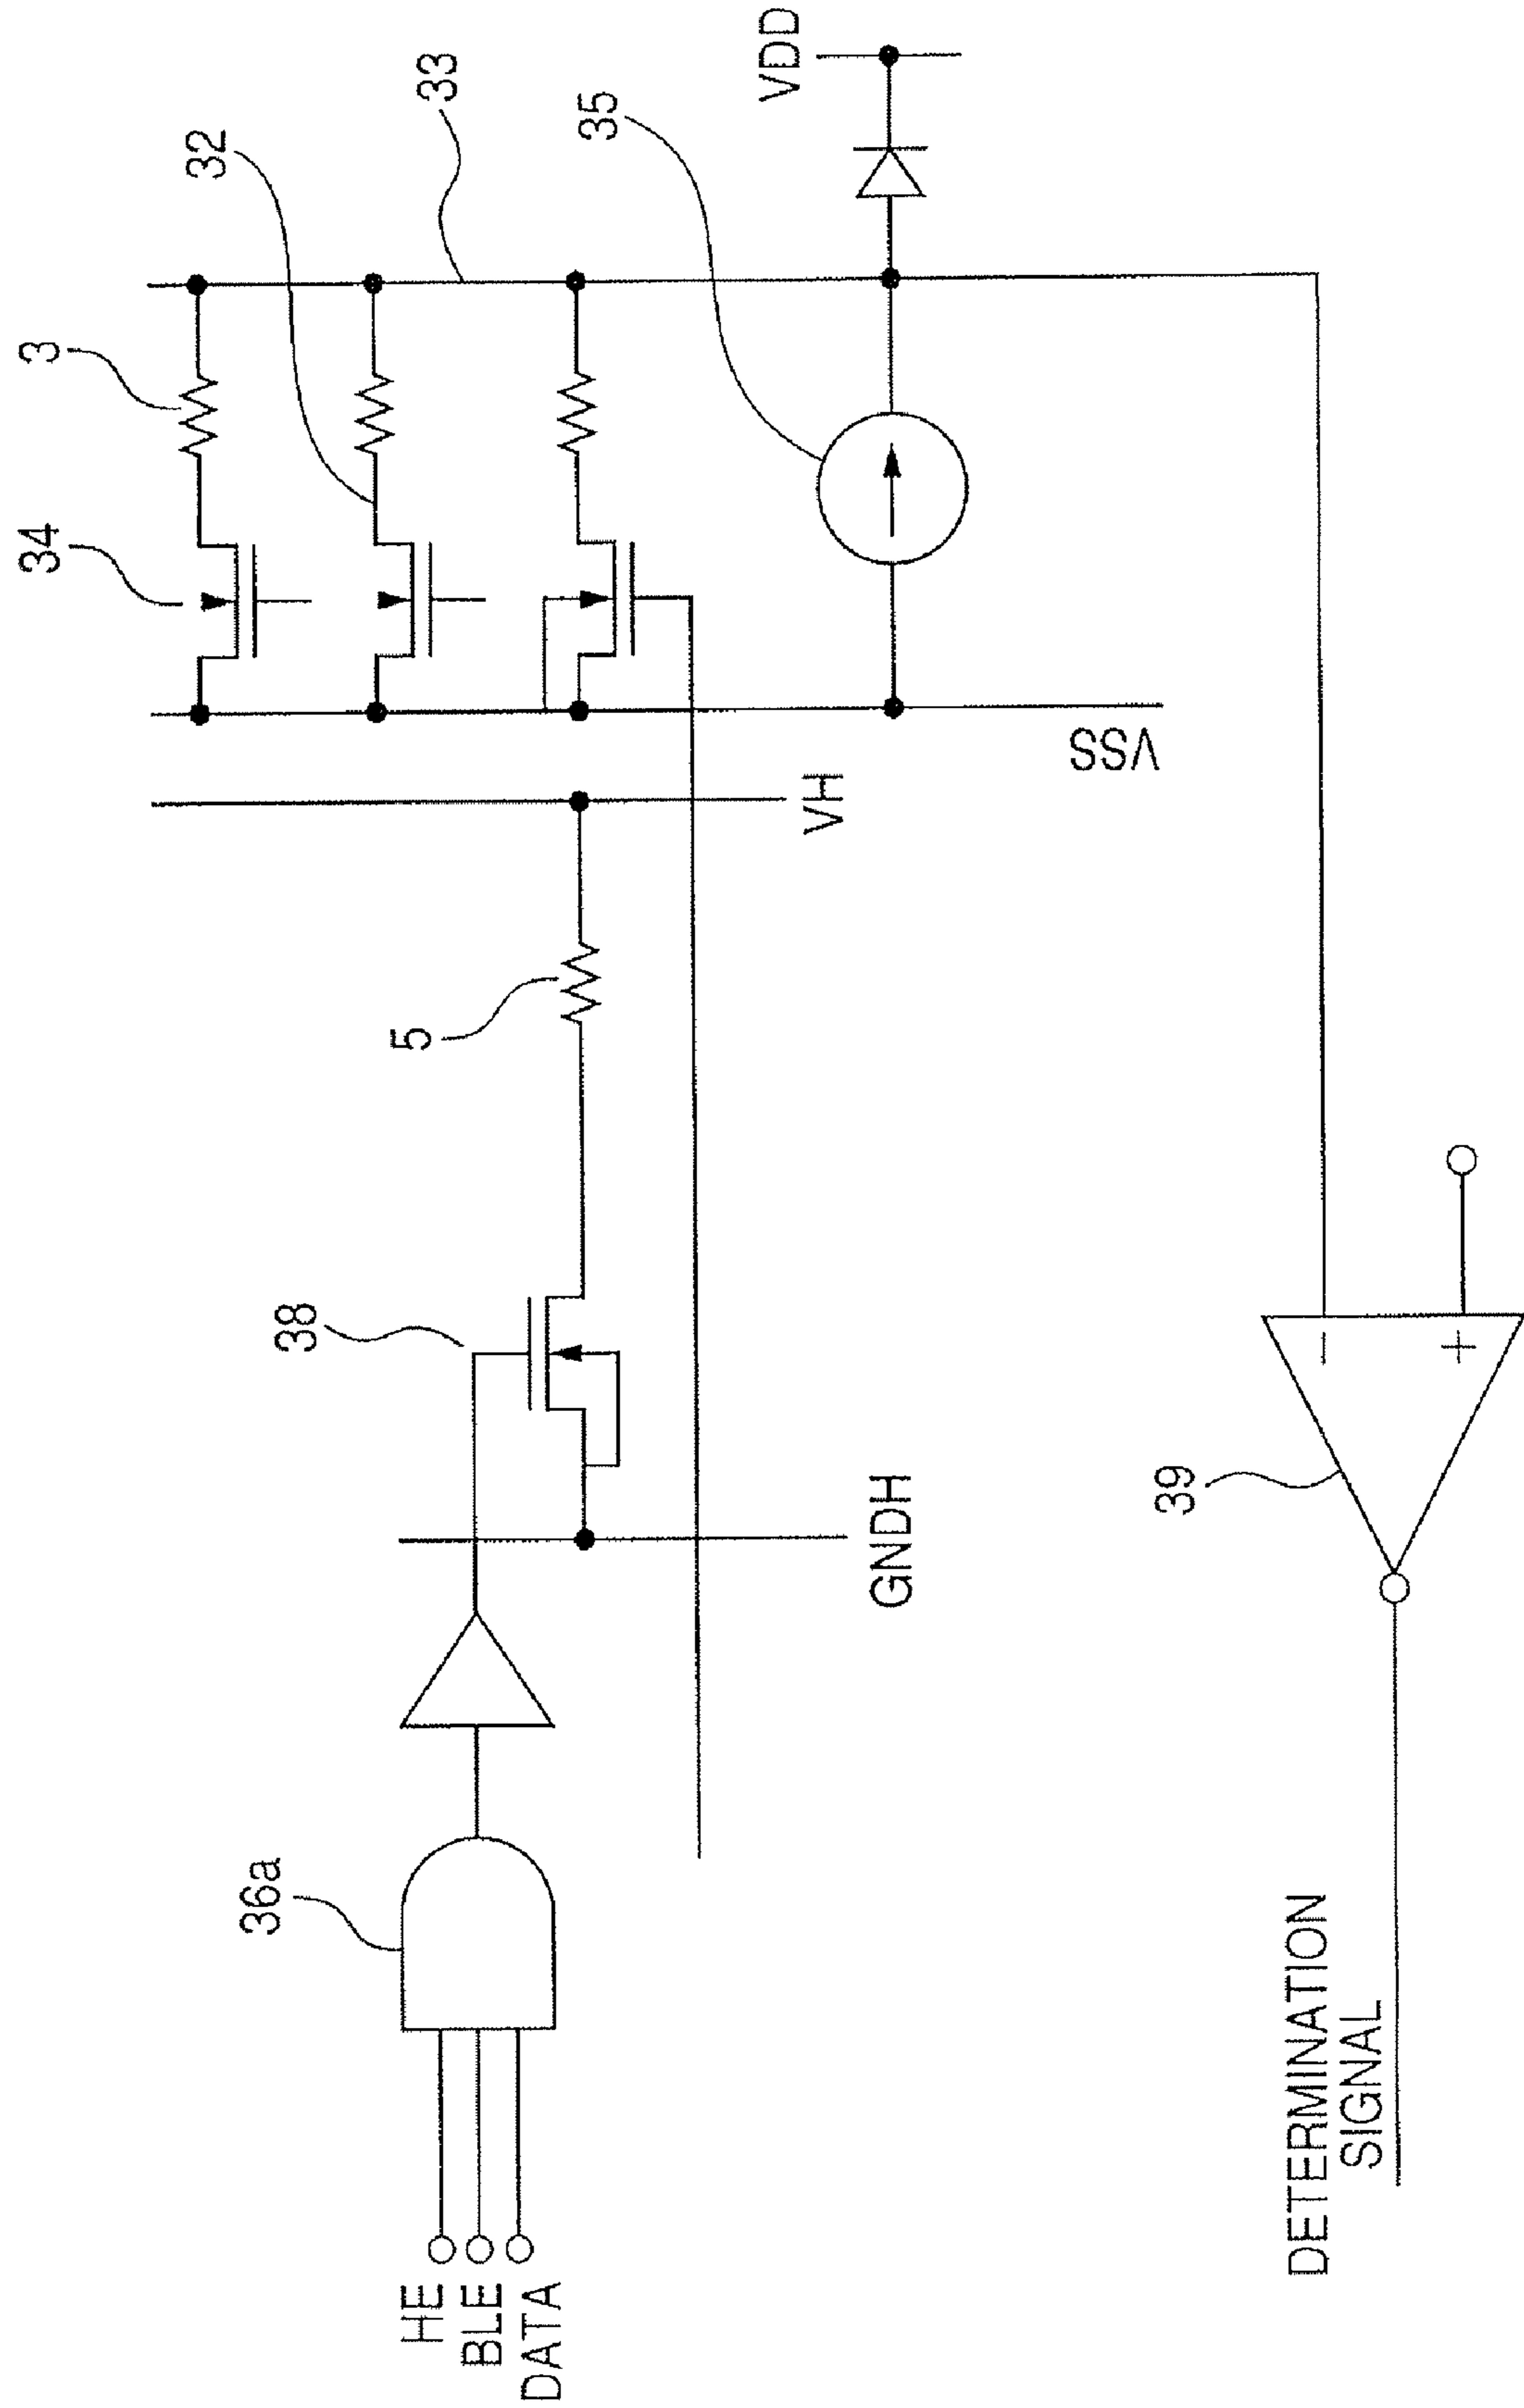 3
32
33
34
35
VDD
VSS
VH
5
38
GNDH
36a
HE
BLE
DATA
39
−
+
DETERMINATION
SIGNAL